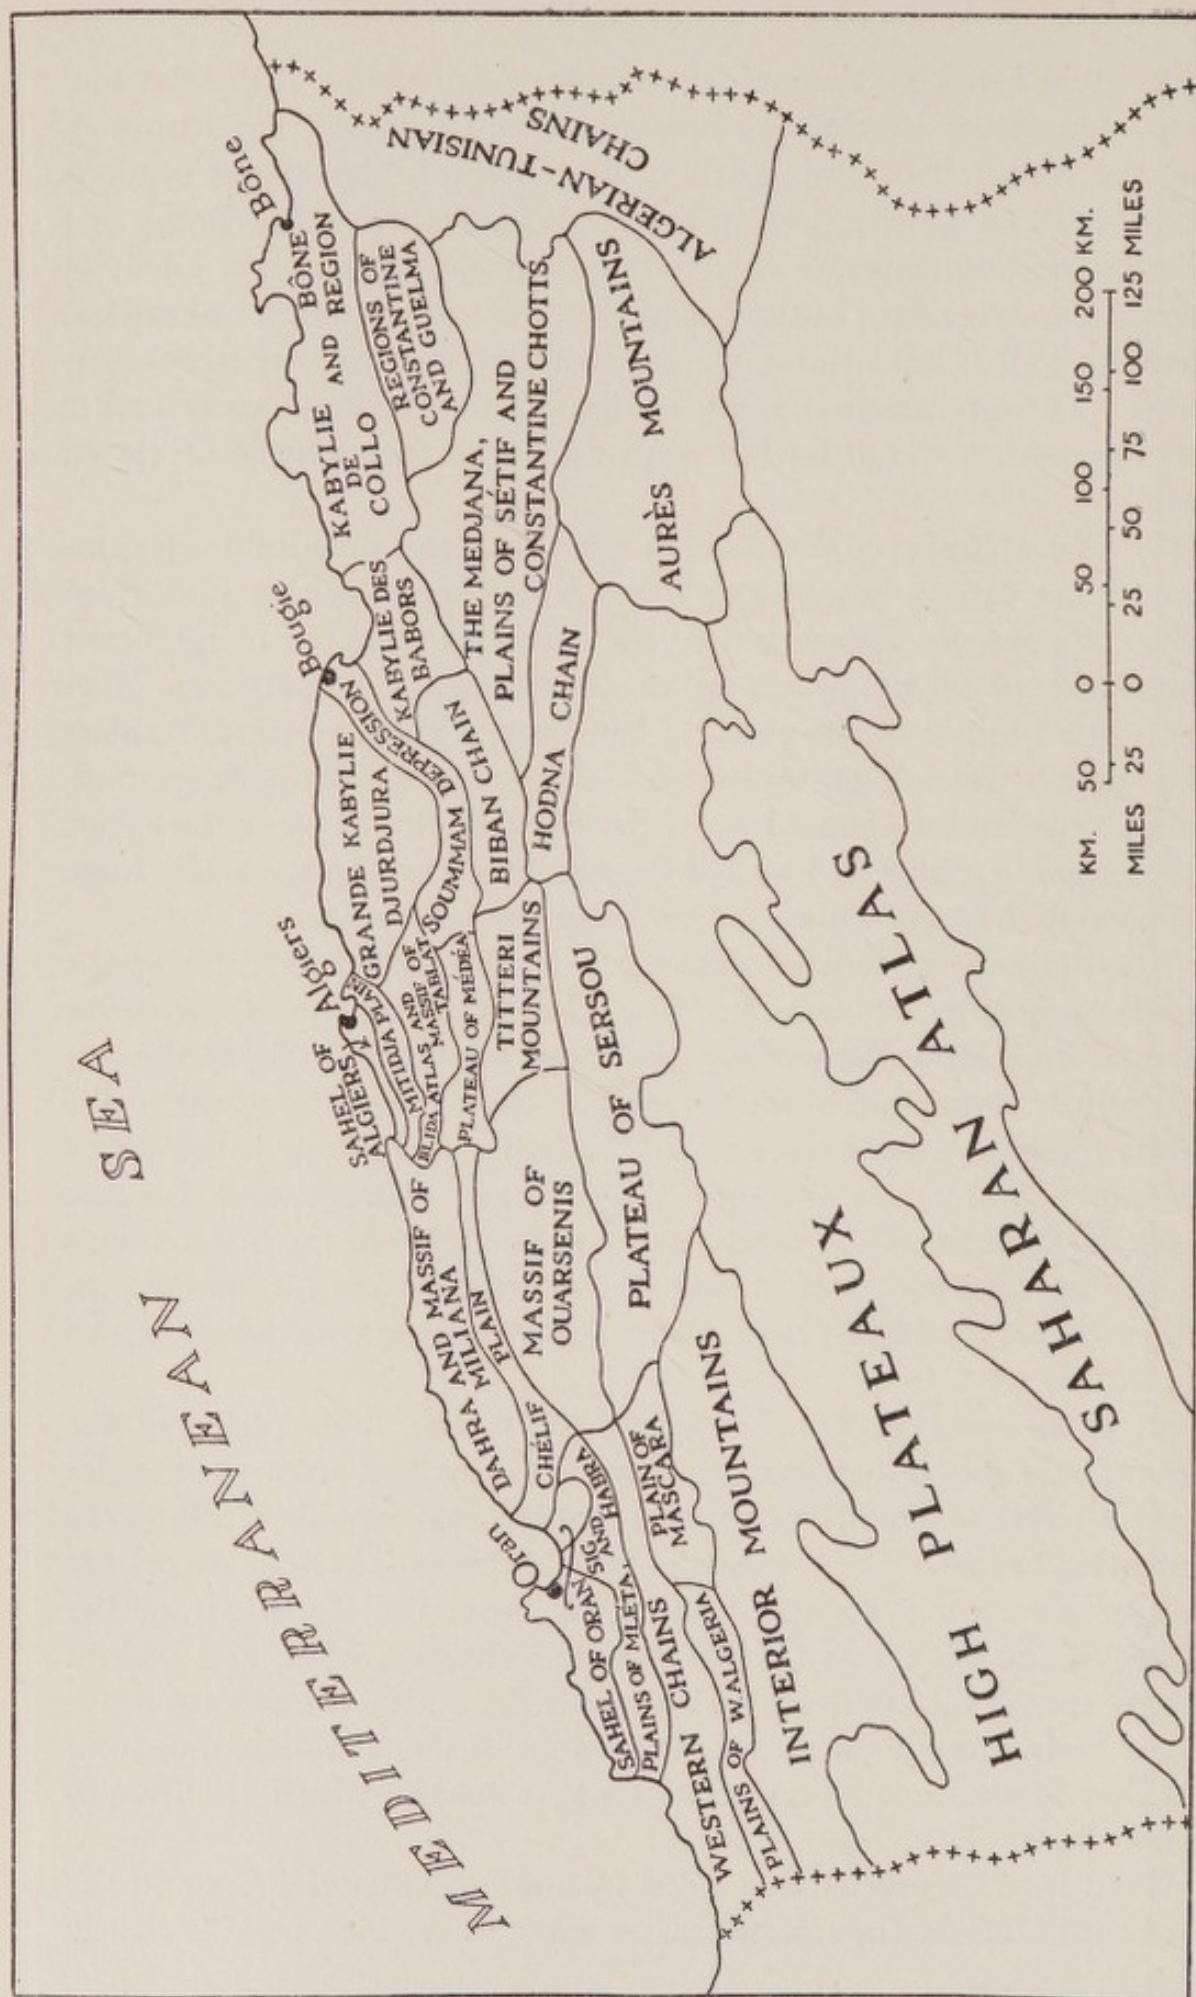 MEDITERRANEAN SEA
Oran
Algiers
Bougie
Bône
SAHEL OF
ALGIERS
MITIDJA PLAIN
BLIDA ATLAS AND
MASSIF OF
TABLAT
PLATEAU OF MÉDÉA
GRANDE KABYLIE
DJURDJURA
SOUMMAM DEPRESSION
KABYLIE DES
BABORS
KABYLIE
DE
COLLO
AND
BÔNE
REGION
REGIONS OF
CONSTANTINE
AND GUELMA
ALGERIAN-TUNISIAN
CHAINS
BIBAN CHAIN
THE MEDJANA,
PLAINS OF SÉTIF AND
CONSTANTINE CHOTTS
HODNA CHAIN
AURÈS MOUNTAINS
TITTERI
MOUNTAINS
DAHRA AND MASSIF OF
MILIANA
CHÉLIF PLAIN
MASSIF OF
OUARSENIS
PLATEAU OF SERSOU
SAHEL OF ORAN
PLAINS OF MLÉTA,
SIG
AND
HABRA
PLAIN OF
MASCARA
WESTERN CHAINS
PLAINS OF W.ALGERIA
INTERIOR MOUNTAINS
HIGH PLATEAUX
SAHARAN ATLAS
KM. 50 0 50 100 150 200 KM.
MILES 25 0 25 50 75 100 125 MILES